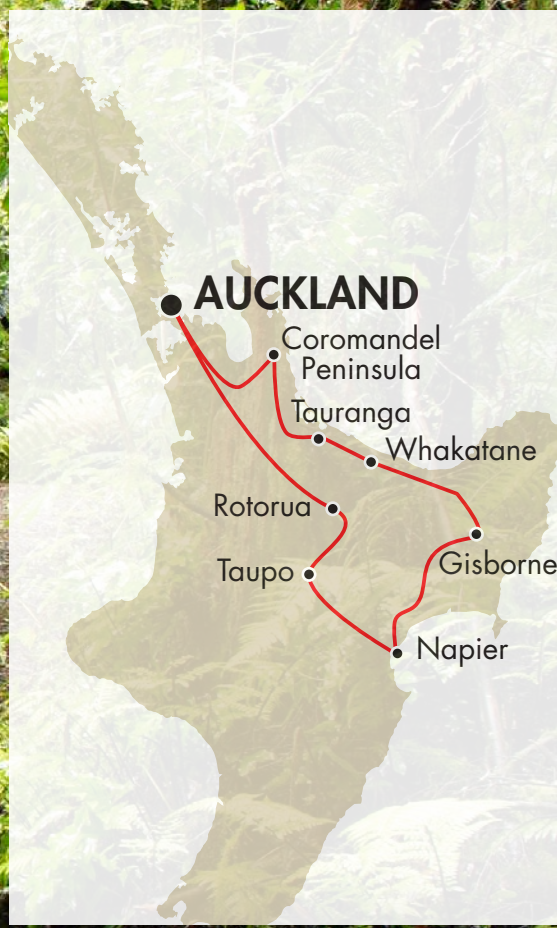 AUCKLAND
Coromandel
Peninsula
Tauranga
Whakatane
Rotorua
Gisborne
Taupo
Napier